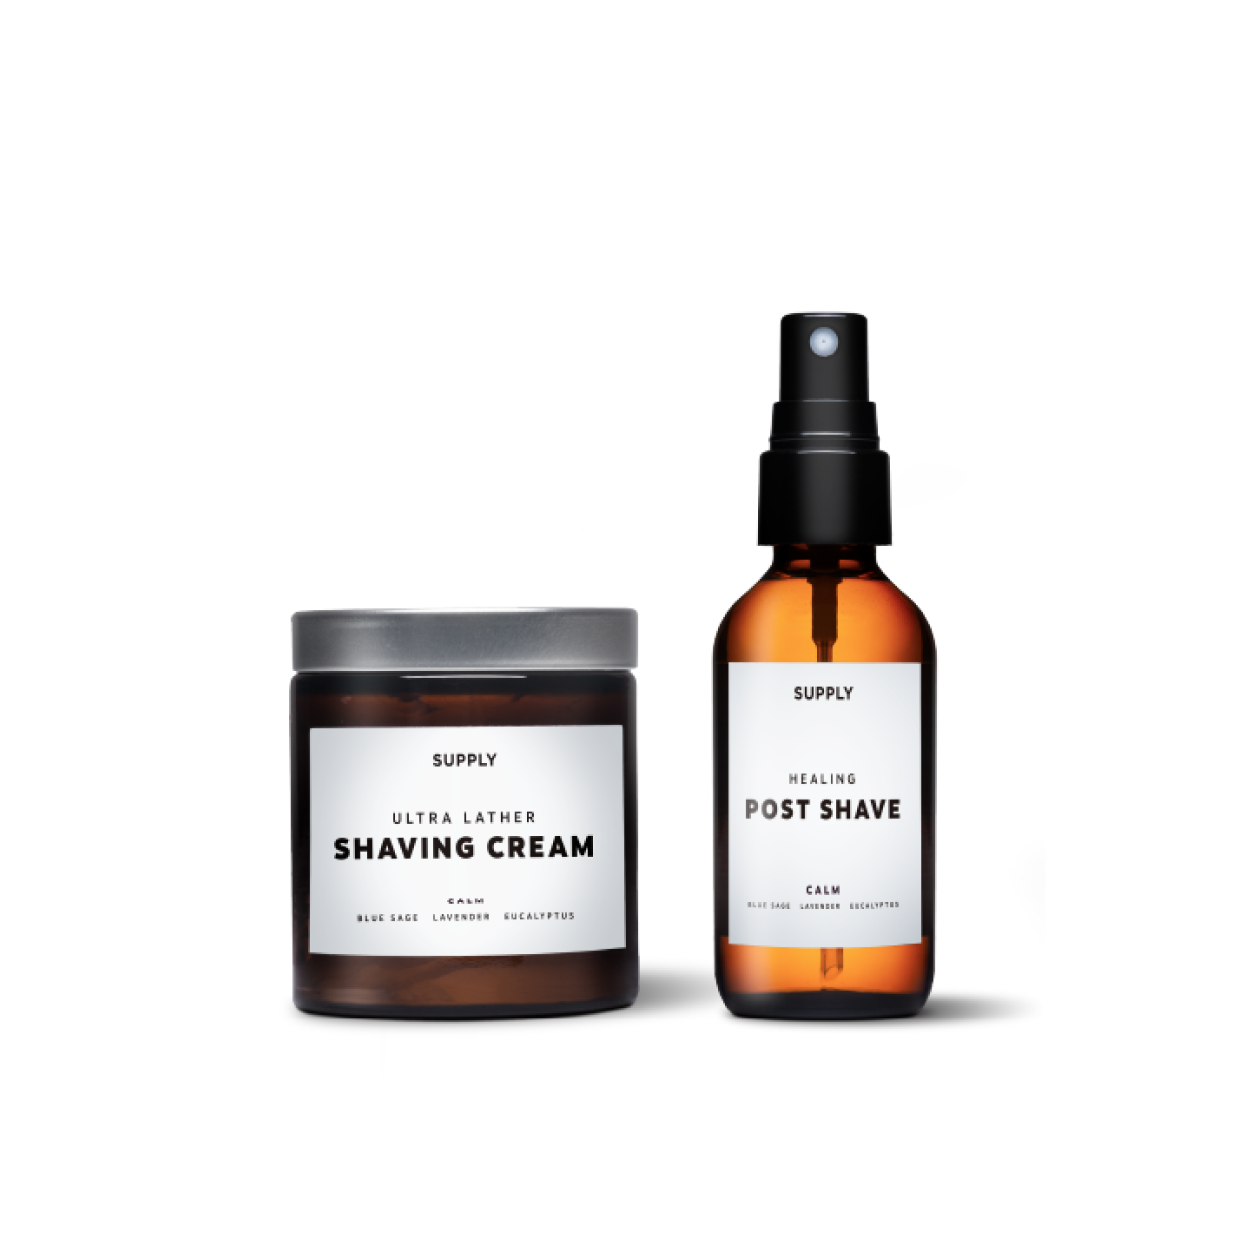 SUPPLY
ULTRA LATHER
SHAVING CREAM
CALM
BLUE SAGE LAVENDER EUCALYPTUS
SUPPLY
HEALING
POST SHAVE
CALM
BLUE SAGE LAVENDER EUCALYPTUS